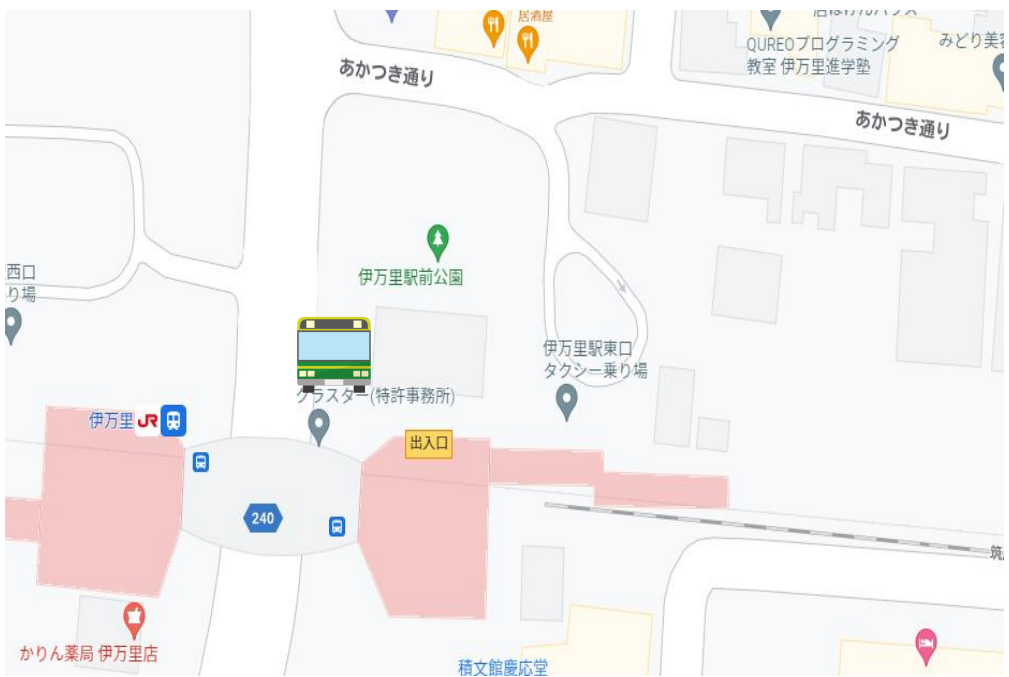 居酒屋
QUREOプログラミング
教室 伊万里進学塾
みどり美容
あかつき通り
あかつき通り
伊万里駅前公園
西口
り場
伊万里駅東口
タクシー乗り場
クラスター(特許事務所)
伊万里 JR
出入口
240
かりん薬局 伊万里店
積文館慶応堂
筑